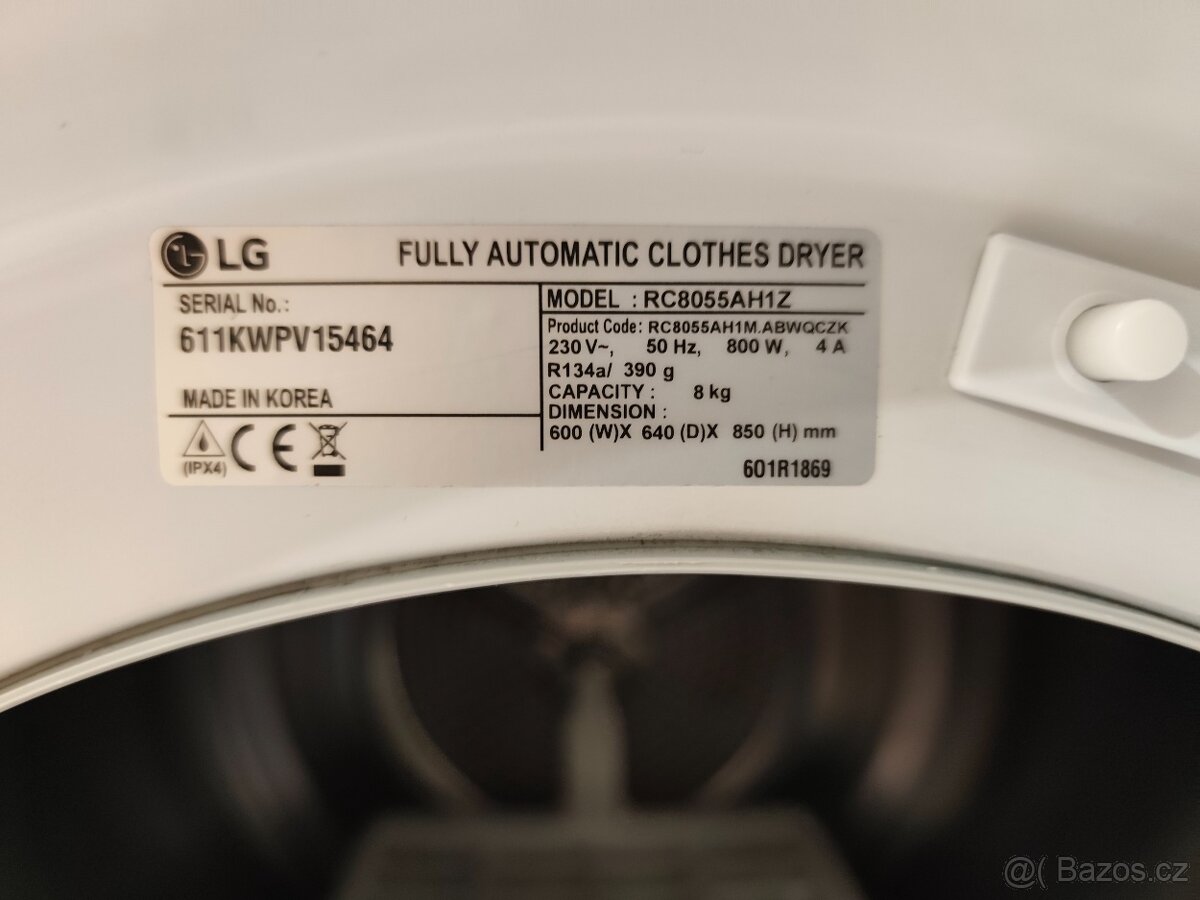 LG FULLY AUTOMATIC CLOTHES DRYER
SERIAL No.:
611KWPV15464
MADE IN KOREA
(IPX4) CE
MODEL : RC8055AH1Z
Product Code: RC8055AH1M.ABWQCZK
230 V~, 50 Hz, 800 W, 4 A
R134a/ 390 g
CAPACITY : 8 kg
DIMENSION :
600 (W)X 640 (D)X 850 (H) mm
601R1869
@( Bazos.cz